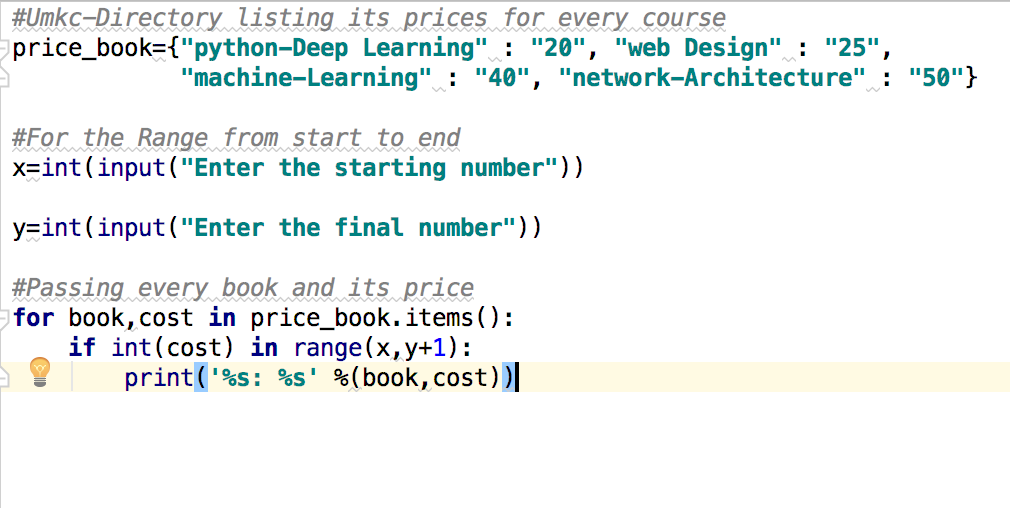 #Umkc-Directory listing its prices for every course
price_book={"python-Deep Learning" : "20", "web Design" : "25",
            "machine-Learning" : "40", "network-Architecture" : "50"}

#For the Range from start to end
x=int(input("Enter the starting number"))

y=int(input("Enter the final number"))

#Passing every book and its price
for book,cost in price_book.items():
    if int(cost) in range(x,y+1):
        print('%s: %s' %(book,cost))